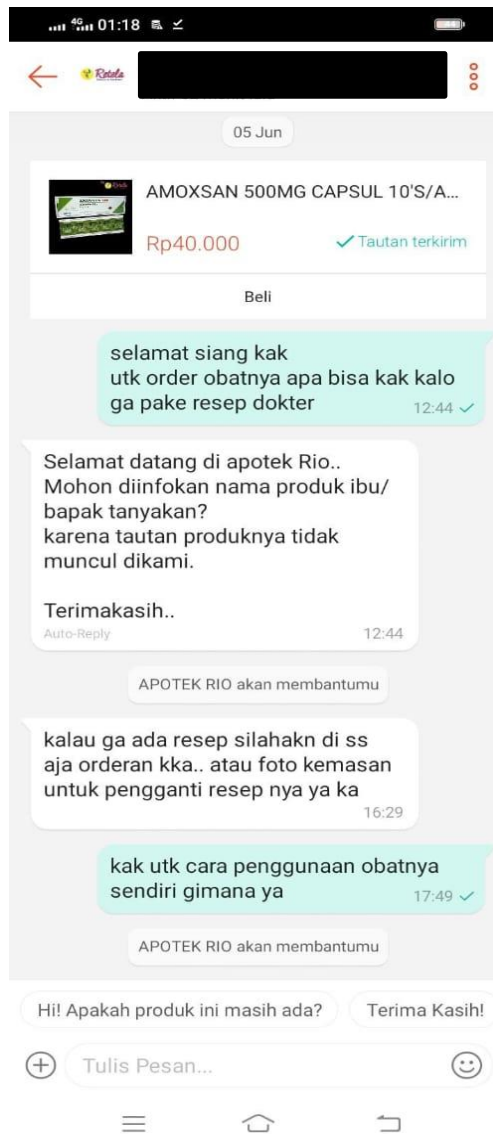 4G 01:18
Rotela
05 Jun
AMOXSAN 500MG CAPSUL 10'S/A...
Rp40.000
Tautan terkirim
Beli
selamat siang kak
utk order obatnya apa bisa kak kalo
ga pake resep dokter
12:44
Selamat datang di apotek Rio..
Mohon diinfokan nama produk ibu/
bapak tanyakan?
karena tautan produknya tidak
muncul dikami.
Terimakasih..
Auto-Reply
12:44
APOTEK RIO akan membantumu
kalau ga ada resep silahakn di ss
aja orderan kka.. atau foto kemasan
untuk pengganti resep nya ya ka
16:29
kak utk cara penggunaan obatnya
sendiri gimana ya
17:49
APOTEK RIO akan membantumu
Hi! Apakah produk ini masih ada?
Terima Kasih!
Tulis Pesan...